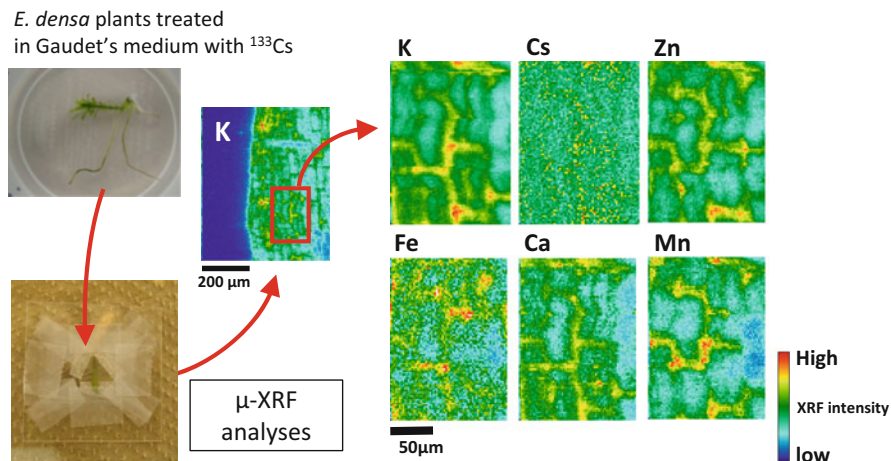 E. densa plants treated
in Gaudet's medium with ¹³³Cs
K
200 µm
µ-XRF
analyses
K
Cs
Zn
Fe
Ca
Mn
50µm
High
XRF intensity
low